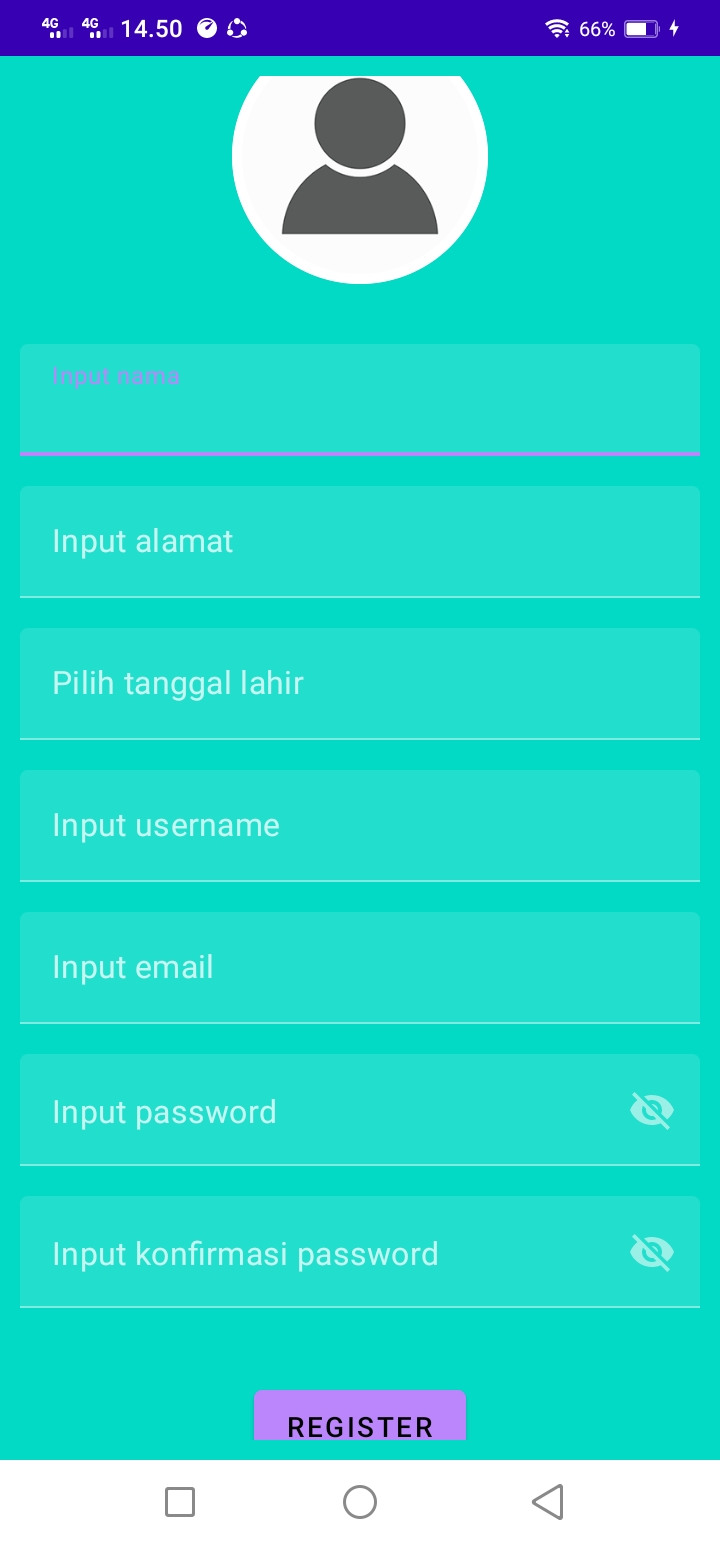 4G 4G 14.50 66%
Input nama
Input alamat
Pilih tanggal lahir
Input username
Input email
Input password
Input konfirmasi password
REGISTER